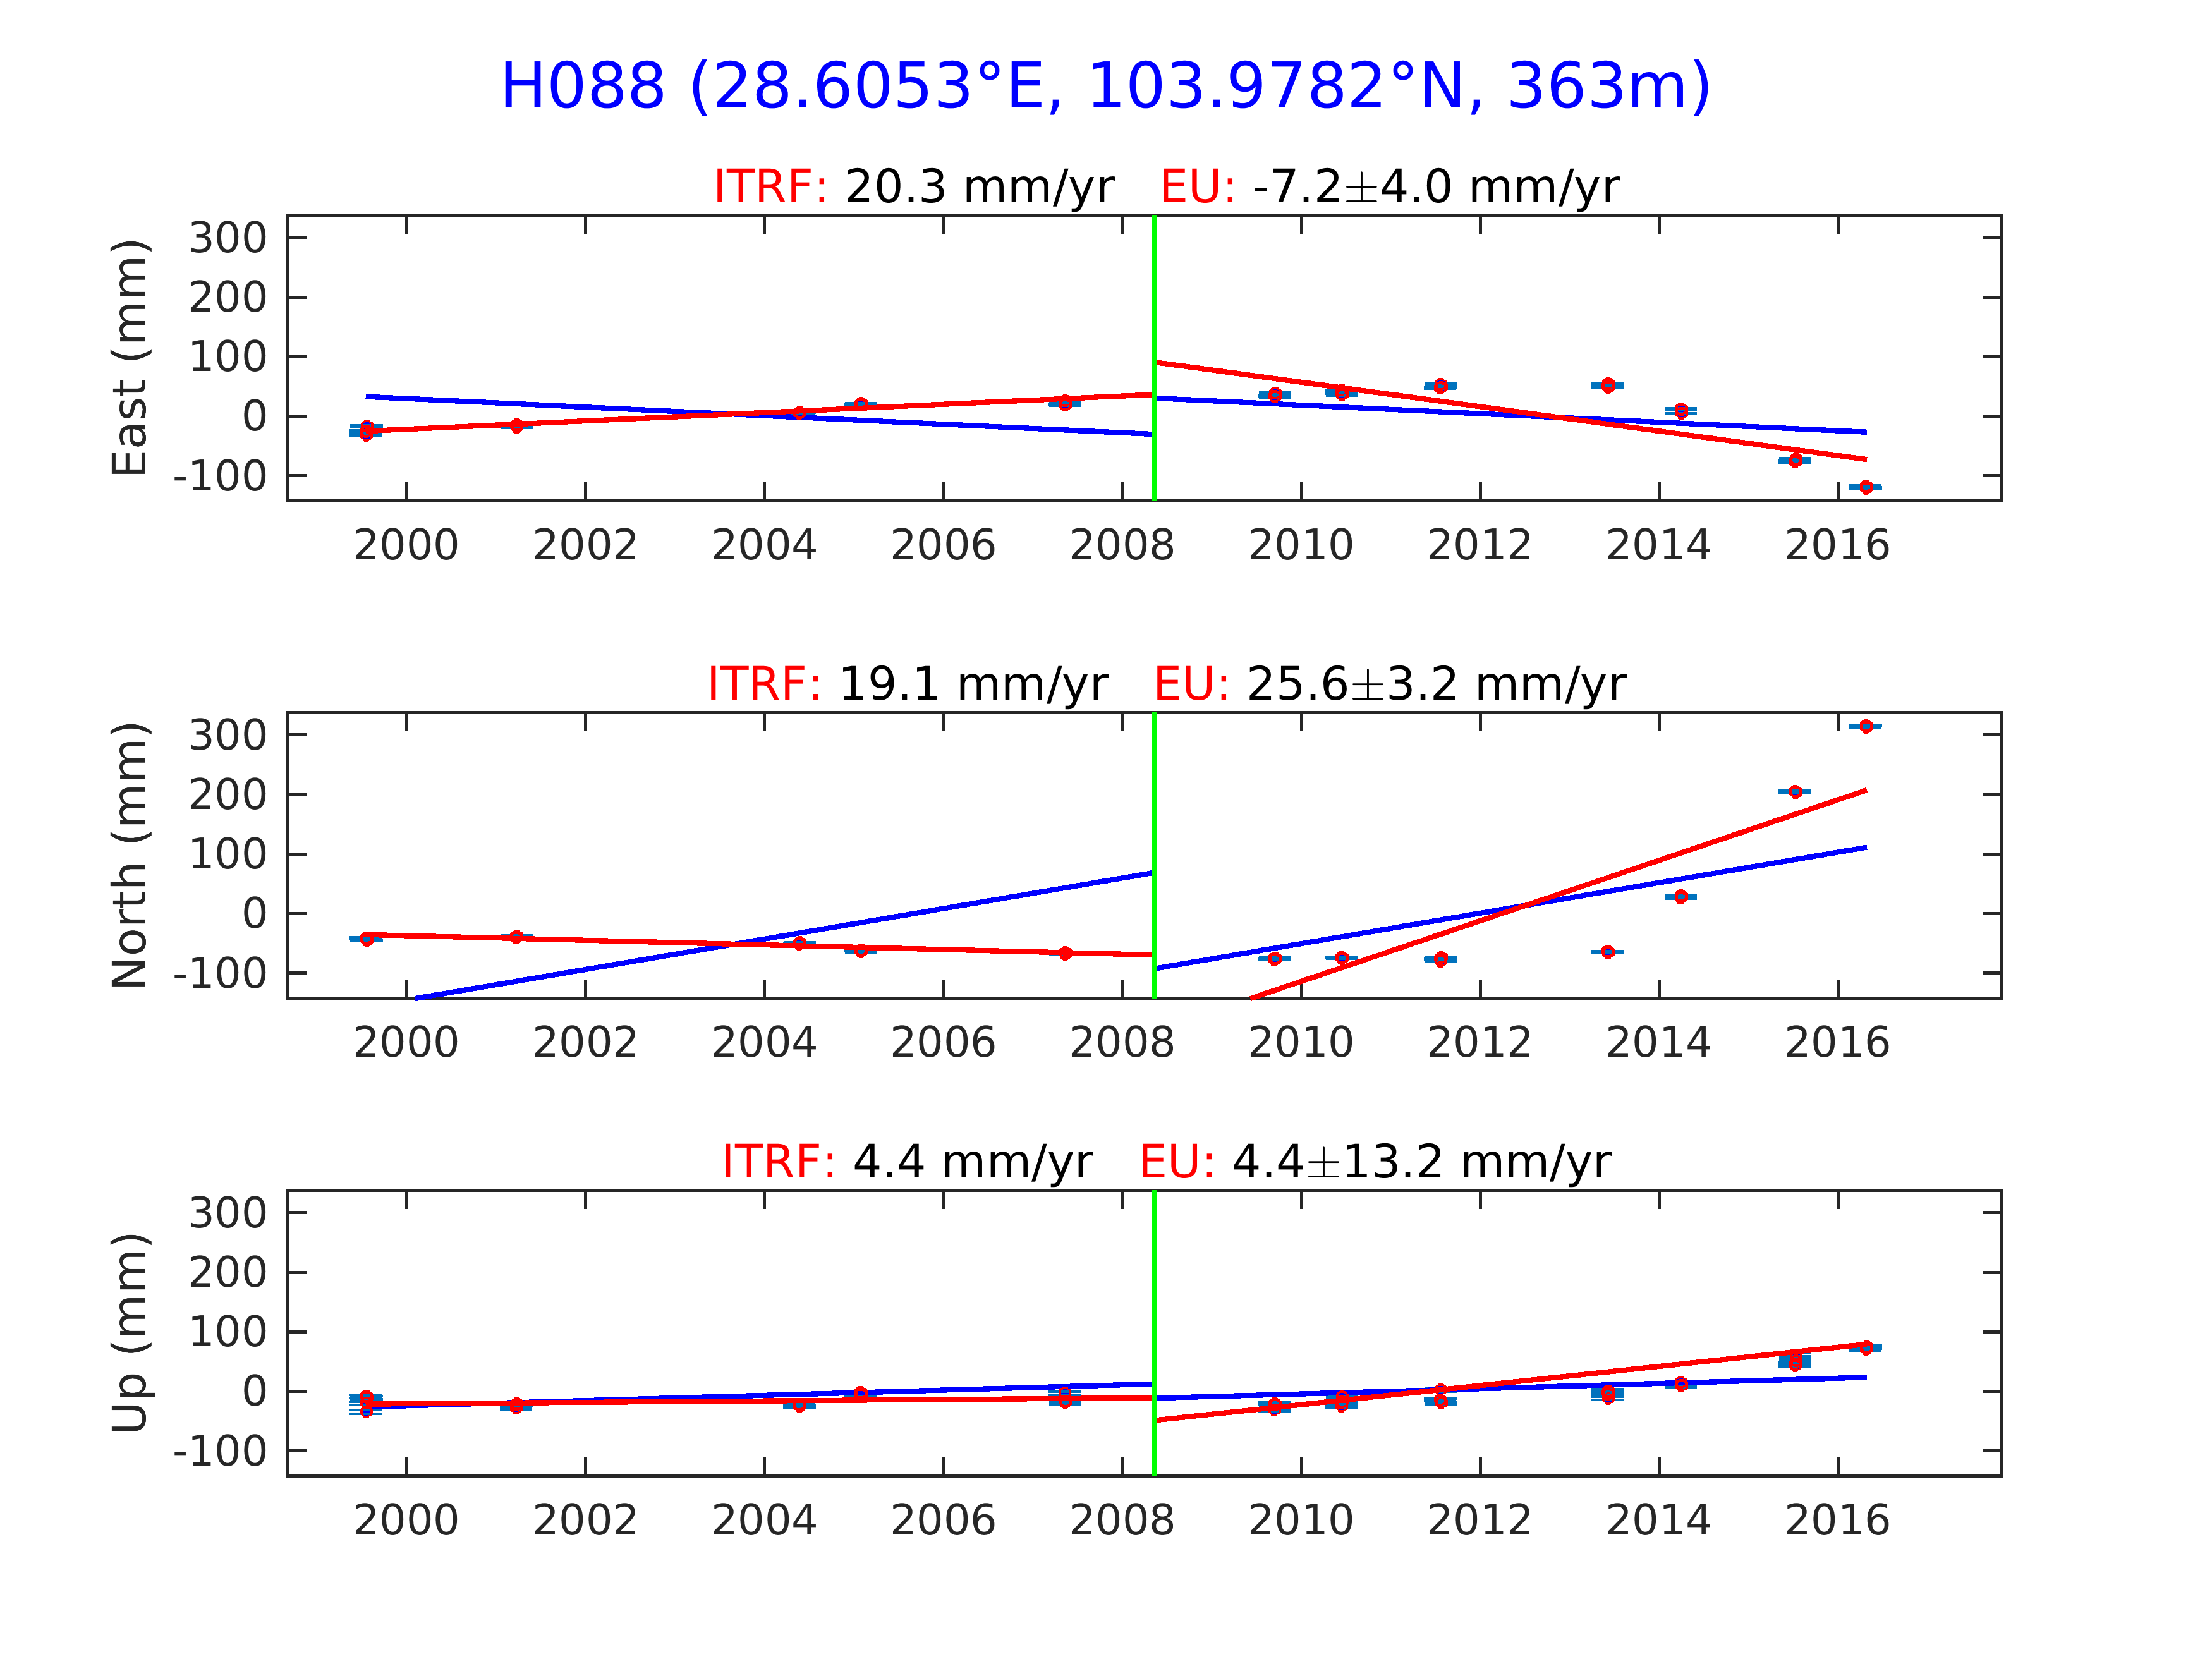 H088 (28.6053°E, 103.9782°N, 363m)
ITRF: 20.3 mm/yr EU: -7.2±4.0 mm/yr
East (mm)
300
200
100
0
-100
2000 2002 2004 2006 2008 2010 2012 2014 2016
ITRF: 19.1 mm/yr EU: 25.6±3.2 mm/yr
North (mm)
300
200
100
0
-100
2000 2002 2004 2006 2008 2010 2012 2014 2016
ITRF: 4.4 mm/yr EU: 4.4±13.2 mm/yr
Up (mm)
300
200
100
0
-100
2000 2002 2004 2006 2008 2010 2012 2014 2016